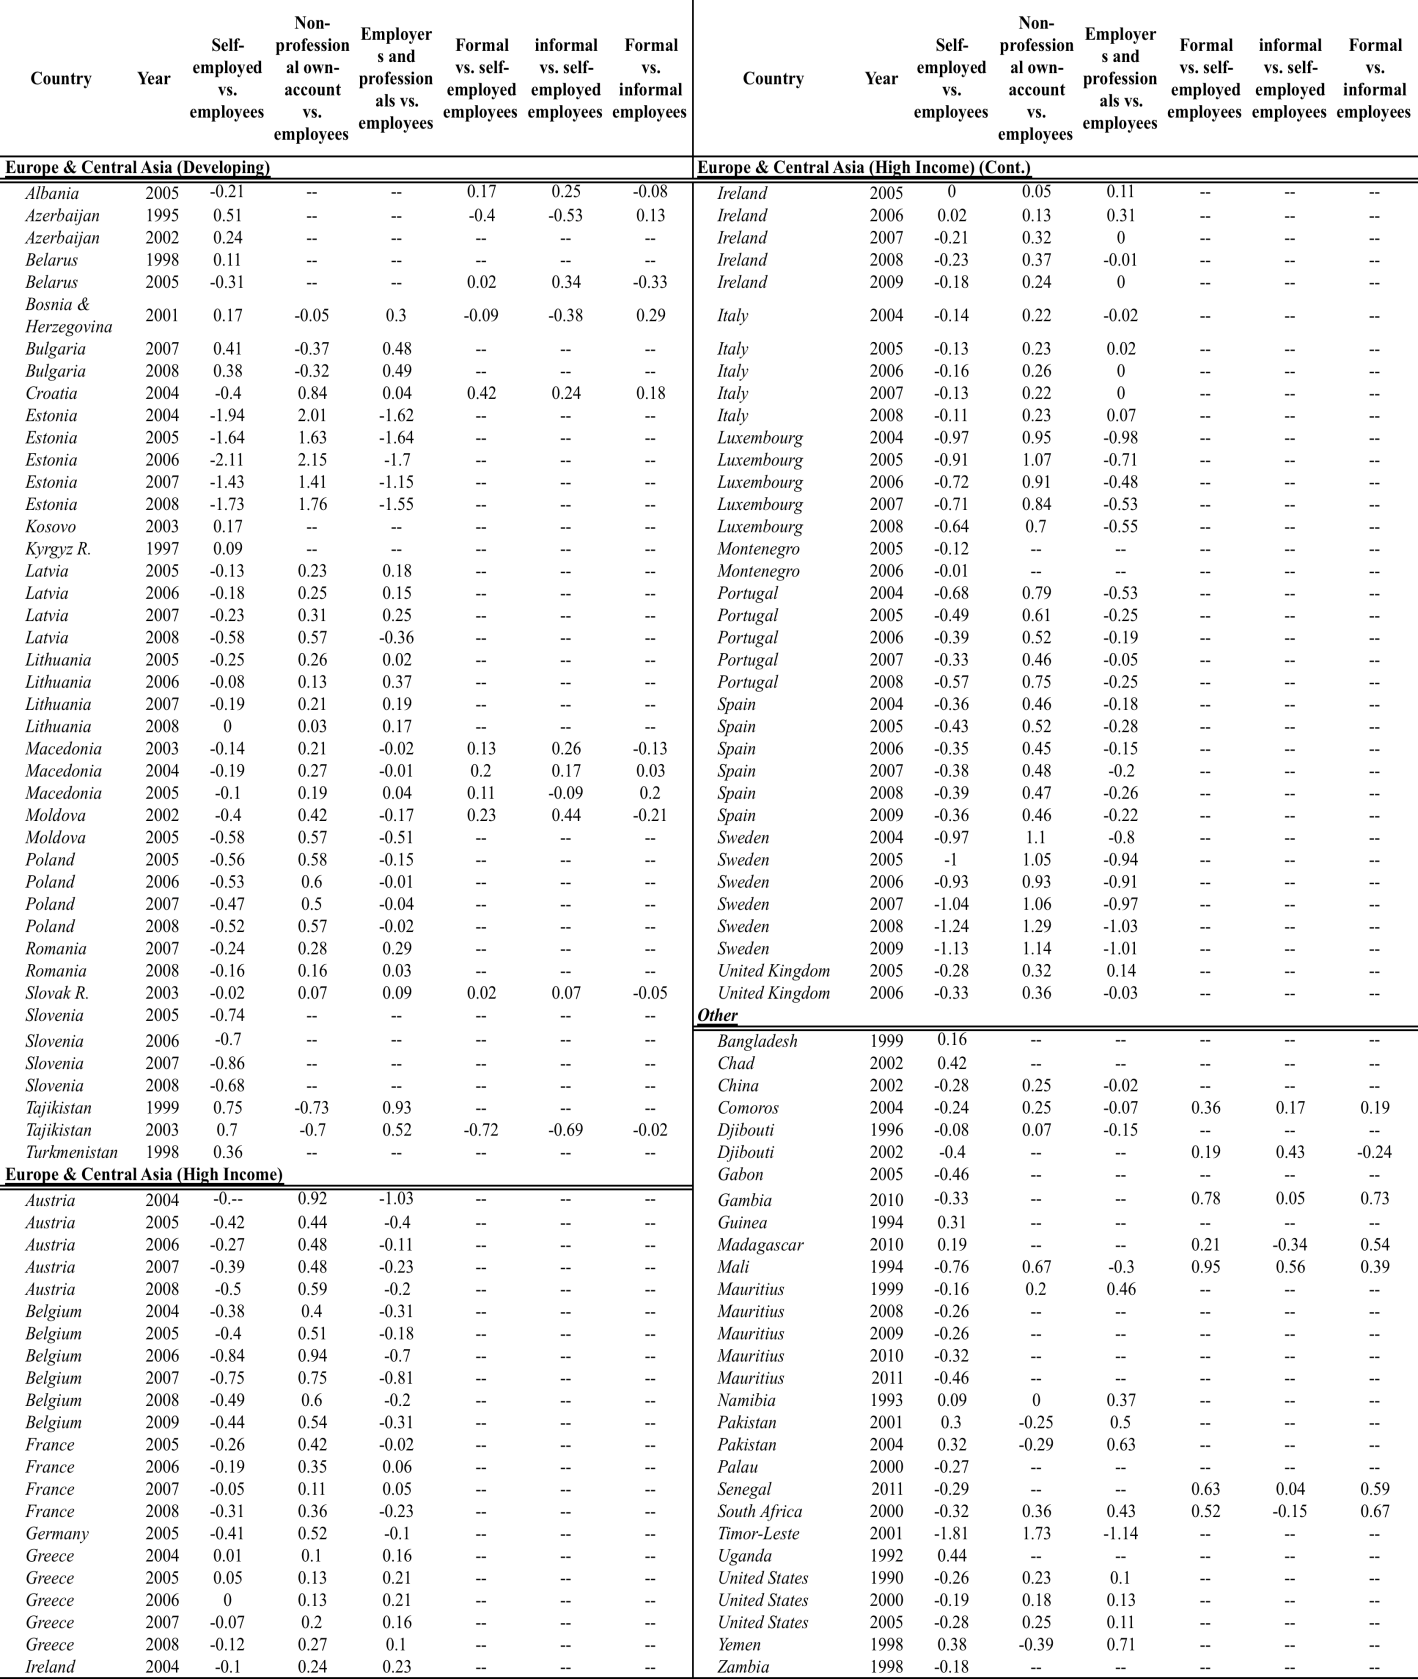 Country Year Self-employed vs. employees Non-professional own-account vs. employees Employers and professionals vs. employees Formal vs. self-employed employees informal vs. self-employed employees Formal vs. informal employees
Europe & Central Asia (Developing)
Albania 2005 -0.21 -- -- 0.17 0.25 -0.08
Azerbaijan 1995 0.51 -- -- -0.4 -0.53 0.13
Azerbaijan 2002 0.24 -- -- -- -- --
Belarus 1998 0.11 -- -- -- -- --
Belarus 2005 -0.31 -- -- 0.02 0.34 -0.33
Bosnia & Herzegovina 2001 0.17 -0.05 0.3 -0.09 -0.38 0.29
Bulgaria 2007 0.41 -0.37 0.48 -- -- --
Bulgaria 2008 0.38 -0.32 0.49 -- -- --
Croatia 2004 -0.4 0.84 0.04 0.42 0.24 0.18
Estonia 2004 -1.94 2.01 -1.62 -- -- --
Estonia 2005 -1.64 1.63 -1.64 -- -- --
Estonia 2006 -2.11 2.15 -1.7 -- -- --
Estonia 2007 -1.43 1.41 -1.15 -- -- --
Estonia 2008 -1.73 1.76 -1.55 -- -- --
Kosovo 2003 0.17 -- -- -- -- --
Kyrgyz R. 1997 0.09 -- -- -- -- --
Latvia 2005 -0.13 0.23 0.18 -- -- --
Latvia 2006 -0.18 0.25 0.15 -- -- --
Latvia 2007 -0.23 0.31 0.25 -- -- --
Latvia 2008 -0.58 0.57 -0.36 -- -- --
Lithuania 2005 -0.25 0.26 0.02 -- -- --
Lithuania 2006 -0.08 0.13 0.37 -- -- --
Lithuania 2007 -0.19 0.21 0.19 -- -- --
Lithuania 2008 0 0.03 0.17 -- -- --
Macedonia 2003 -0.14 0.21 -0.02 0.13 0.26 -0.13
Macedonia 2004 -0.19 0.27 -0.01 0.2 0.17 0.03
Macedonia 2005 -0.1 0.19 0.04 0.11 -0.09 0.2
Moldova 2002 -0.4 0.42 -0.17 0.23 0.44 -0.21
Moldova 2005 -0.58 0.57 -0.51 -- -- --
Poland 2005 -0.56 0.58 -0.15 -- -- --
Poland 2006 -0.53 0.6 -0.01 -- -- --
Poland 2007 -0.47 0.5 -0.04 -- -- --
Poland 2008 -0.52 0.57 -0.02 -- -- --
Romania 2007 -0.24 0.28 0.29 -- -- --
Romania 2008 -0.16 0.16 0.03 -- -- --
Slovak R. 2003 -0.02 0.07 0.09 0.02 0.07 -0.05
Slovenia 2005 -0.74 -- -- -- -- --
Slovenia 2006 -0.7 -- -- -- -- --
Slovenia 2007 -0.86 -- -- -- -- --
Slovenia 2008 -0.68 -- -- -- -- --
Tajikistan 1999 0.75 -0.73 0.93 -- -- --
Tajikistan 2003 0.7 -0.7 0.52 -0.72 -0.69 -0.02
Turkmenistan 1998 0.36 -- -- -- -- --
Europe & Central Asia (High Income)
Austria 2004 -0.-- 0.92 -1.03 -- -- --
Austria 2005 -0.42 0.44 -0.4 -- -- --
Austria 2006 -0.27 0.48 -0.11 -- -- --
Austria 2007 -0.39 0.48 -0.23 -- -- --
Austria 2008 -0.5 0.59 -0.2 -- -- --
Belgium 2004 -0.38 0.4 -0.31 -- -- --
Belgium 2005 -0.4 0.51 -0.18 -- -- --
Belgium 2006 -0.84 0.94 -0.7 -- -- --
Belgium 2007 -0.75 0.75 -0.81 -- -- --
Belgium 2008 -0.49 0.6 -0.2 -- -- --
Belgium 2009 -0.44 0.54 -0.31 -- -- --
France 2005 -0.26 0.42 -0.02 -- -- --
France 2006 -0.19 0.35 0.06 -- -- --
France 2007 -0.05 0.11 0.05 -- -- --
France 2008 -0.31 0.36 -0.23 -- -- --
Germany 2005 -0.41 0.52 -0.1 -- -- --
Greece 2004 0.01 0.1 0.16 -- -- --
Greece 2005 0.05 0.13 0.21 -- -- --
Greece 2006 0 0.13 0.21 -- -- --
Greece 2007 -0.07 0.2 0.16 -- -- --
Greece 2008 -0.12 0.27 0.1 -- -- --
Ireland 2004 -0.1 0.24 0.23 -- -- --
Country Year Self-employed vs. employees Non-professional own-account vs. employees Employers and professionals vs. employees Formal vs. self-employed employees informal vs. self-employed employees Formal vs. informal employees
Europe & Central Asia (High Income) (Cont.)
Ireland 2005 0 0.05 0.11 -- -- --
Ireland 2006 0.02 0.13 0.31 -- -- --
Ireland 2007 -0.21 0.32 0 -- -- --
Ireland 2008 -0.23 0.37 -0.01 -- -- --
Ireland 2009 -0.18 0.24 0 -- -- --
Italy 2004 -0.14 0.22 -0.02 -- -- --
Italy 2005 -0.13 0.23 0.02 -- -- --
Italy 2006 -0.16 0.26 0 -- -- --
Italy 2007 -0.13 0.22 0 -- -- --
Italy 2008 -0.11 0.23 0.07 -- -- --
Luxembourg 2004 -0.97 0.95 -0.98 -- -- --
Luxembourg 2005 -0.91 1.07 -0.71 -- -- --
Luxembourg 2006 -0.72 0.91 -0.48 -- -- --
Luxembourg 2007 -0.71 0.84 -0.53 -- -- --
Luxembourg 2008 -0.64 0.7 -0.55 -- -- --
Montenegro 2005 -0.12 -- -- -- -- --
Montenegro 2006 -0.01 -- -- -- -- --
Portugal 2004 -0.68 0.79 -0.53 -- -- --
Portugal 2005 -0.49 0.61 -0.25 -- -- --
Portugal 2006 -0.39 0.52 -0.19 -- -- --
Portugal 2007 -0.33 0.46 -0.05 -- -- --
Portugal 2008 -0.57 0.75 -0.25 -- -- --
Spain 2004 -0.36 0.46 -0.18 -- -- --
Spain 2005 -0.43 0.52 -0.28 -- -- --
Spain 2006 -0.35 0.45 -0.15 -- -- --
Spain 2007 -0.38 0.48 -0.2 -- -- --
Spain 2008 -0.39 0.47 -0.26 -- -- --
Spain 2009 -0.36 0.46 -0.22 -- -- --
Sweden 2004 -0.97 1.1 -0.8 -- -- --
Sweden 2005 -1 1.05 -0.94 -- -- --
Sweden 2006 -0.93 0.93 -0.91 -- -- --
Sweden 2007 -1.04 1.06 -0.97 -- -- --
Sweden 2008 -1.24 1.29 -1.03 -- -- --
Sweden 2009 -1.13 1.14 -1.01 -- -- --
United Kingdom 2005 -0.28 0.32 0.14 -- -- --
United Kingdom 2006 -0.33 0.36 -0.03 -- -- --
Other
Bangladesh 1999 0.16 -- -- -- -- --
Chad 2002 0.42 -- -- -- -- --
China 2002 -0.28 0.25 -0.02 -- -- --
Comoros 2004 -0.24 0.25 -0.07 0.36 0.17 0.19
Djibouti 1996 -0.08 0.07 -0.15 -- -- --
Djibouti 2002 -0.4 -- -- 0.19 0.43 -0.24
Gabon 2005 -0.46 -- -- -- -- --
Gambia 2010 -0.33 -- -- 0.78 0.05 0.73
Guinea 1994 0.31 -- -- -- -- --
Madagascar 2010 0.19 -- -- 0.21 -0.34 0.54
Mali 1994 -0.76 0.67 -0.3 0.95 0.56 0.39
Mauritius 1999 -0.16 0.2 0.46 -- -- --
Mauritius 2008 -0.26 -- -- -- -- --
Mauritius 2009 -0.26 -- -- -- -- --
Mauritius 2010 -0.32 -- -- -- -- --
Mauritius 2011 -0.46 -- -- -- -- --
Namibia 1993 0.09 0 0.37 -- -- --
Pakistan 2001 0.3 -0.25 0.5 -- -- --
Pakistan 2004 0.32 -0.29 0.63 -- -- --
Palau 2000 -0.27 -- -- -- -- --
Senegal 2011 -0.29 -- -- 0.63 0.04 0.59
South Africa 2000 -0.32 0.36 0.43 0.52 -0.15 0.67
Timor-Leste 2001 -1.81 1.73 -1.14 -- -- --
Uganda 1992 0.44 -- -- -- -- --
United States 1990 -0.26 0.23 0.1 -- -- --
United States 2000 -0.19 0.18 0.13 -- -- --
United States 2005 -0.28 0.25 0.11 -- -- --
Yemen 1998 0.38 -0.39 0.71 -- -- --
Zambia 1998 -0.18 -- -- -- -- --